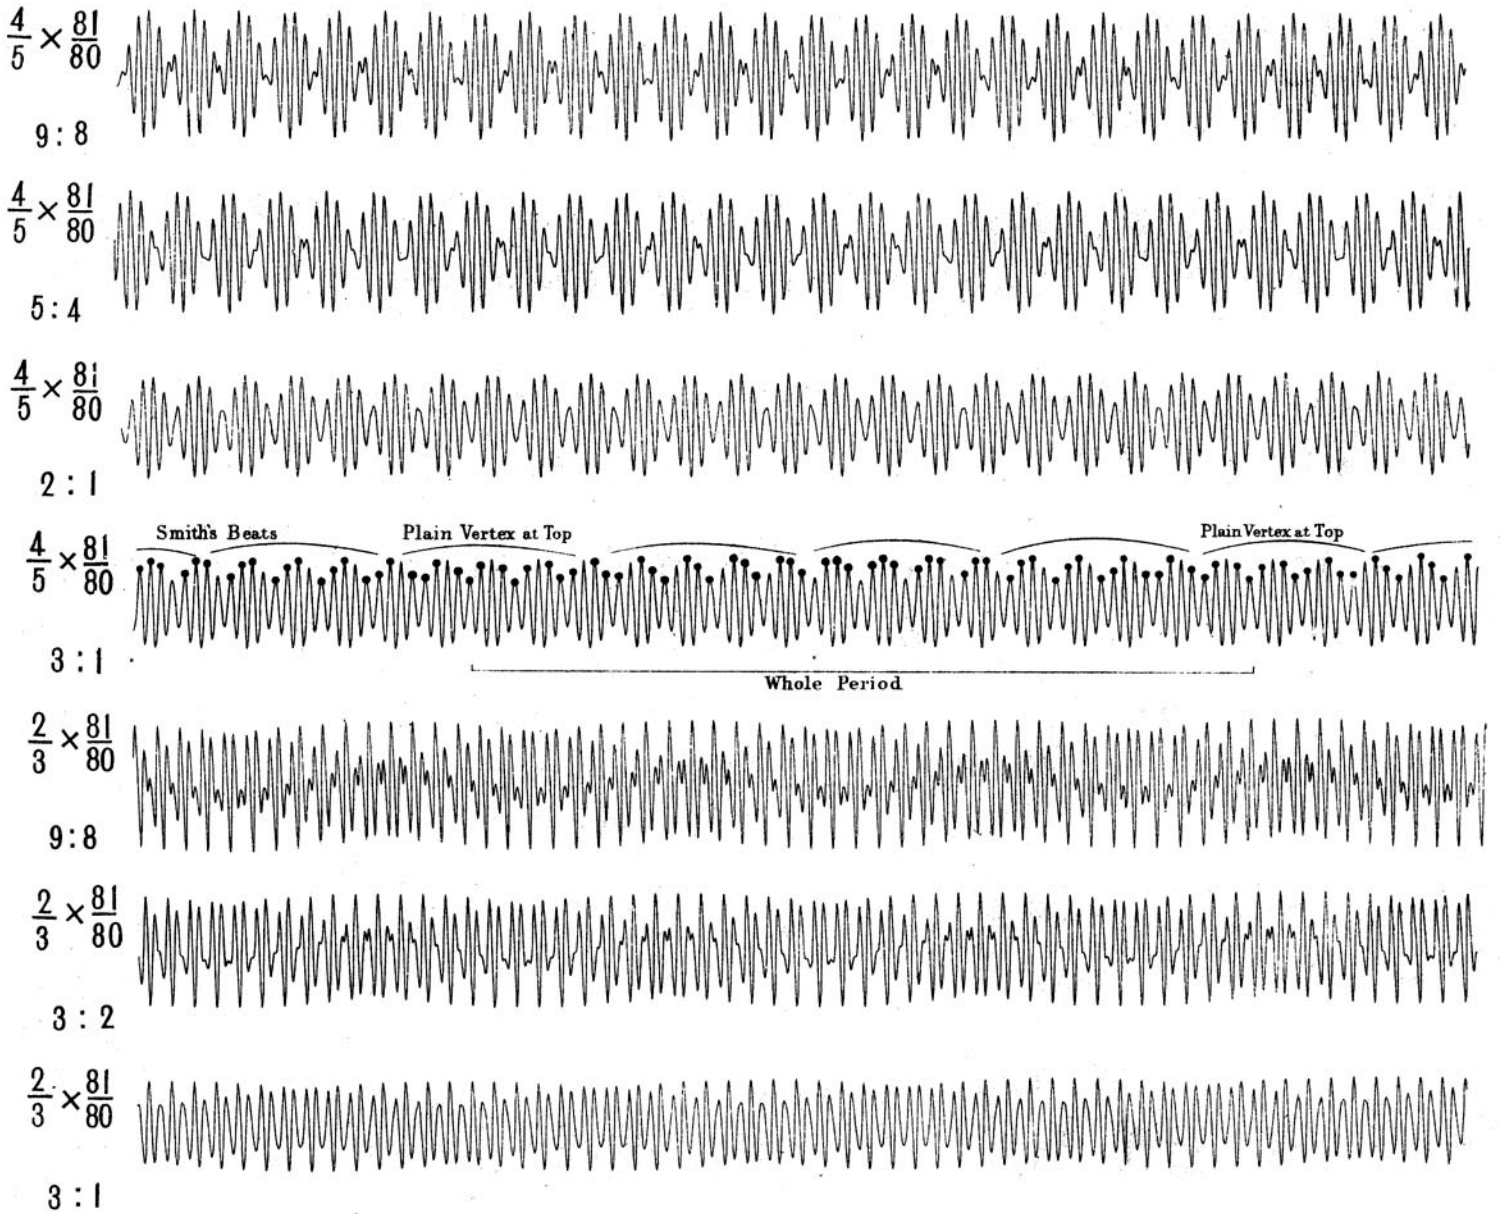 4/5 × 81/80
9 : 8
4/5 × 81/80
5 : 4
4/5 × 81/80
2 : 1
Smith's Beats Plain Vertex at Top Plain Vertex at Top
4/5 × 81/80
3 : 1
Whole Period
2/3 × 81/80
9 : 8
2/3 × 81/80
3 : 2
2/3 × 81/80
3 : 1